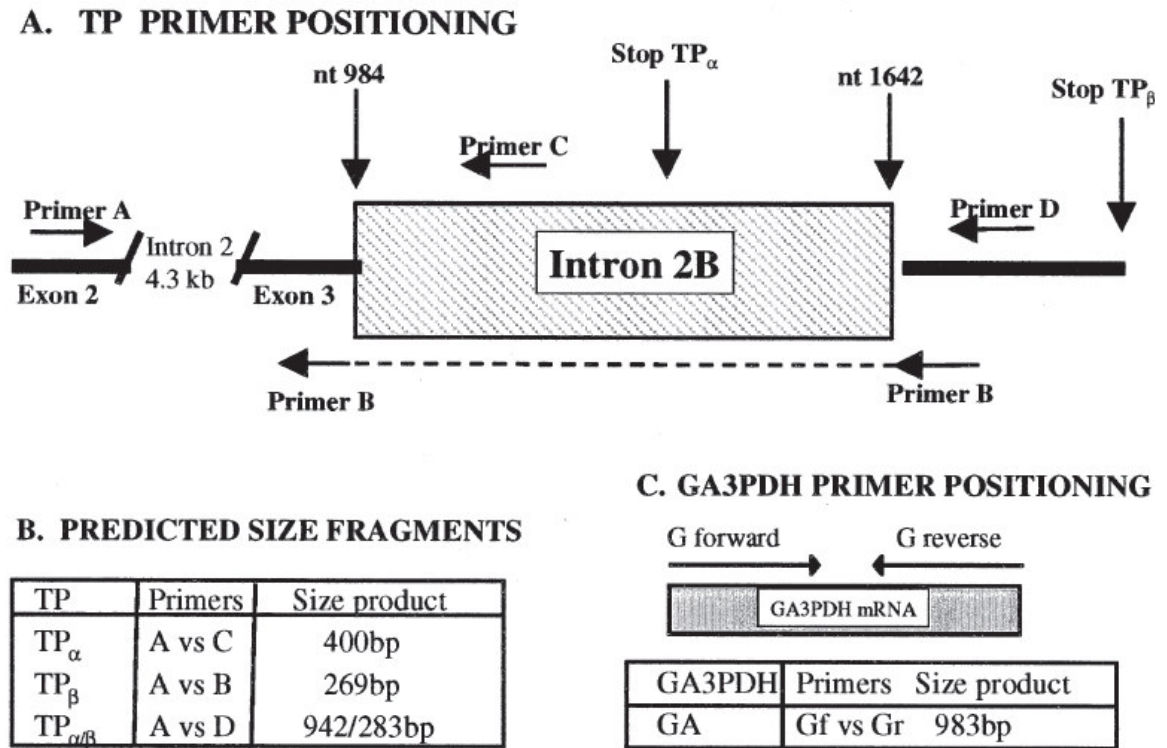 A. TP PRIMER POSITIONING
Stop TPα
nt 984
nt 1642
Stop TPβ
Primer C
Primer A
Primer D
Intron 2
4.3 kb
Intron 2B
Exon 2
Exon 3
Primer B
Primer B
C. GA3PDH PRIMER POSITIONING
B. PREDICTED SIZE FRAGMENTS
G forward
G reverse
GA3PDH mRNA
TP Primers Size product
TPα A vs C 400bp
TPβ A vs B 269bp
TPα/β A vs D 942/283bp
GA3PDH Primers Size product
GA Gf vs Gr 983bp